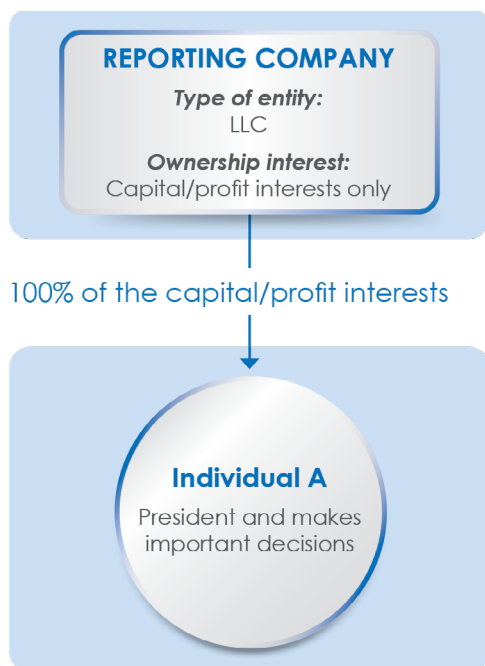 REPORTING COMPANY
Type of entity:
LLC
Ownership interest:
Capital/profit interests only
100% of the capital/profit interests
Individual A
President and makes
important decisions